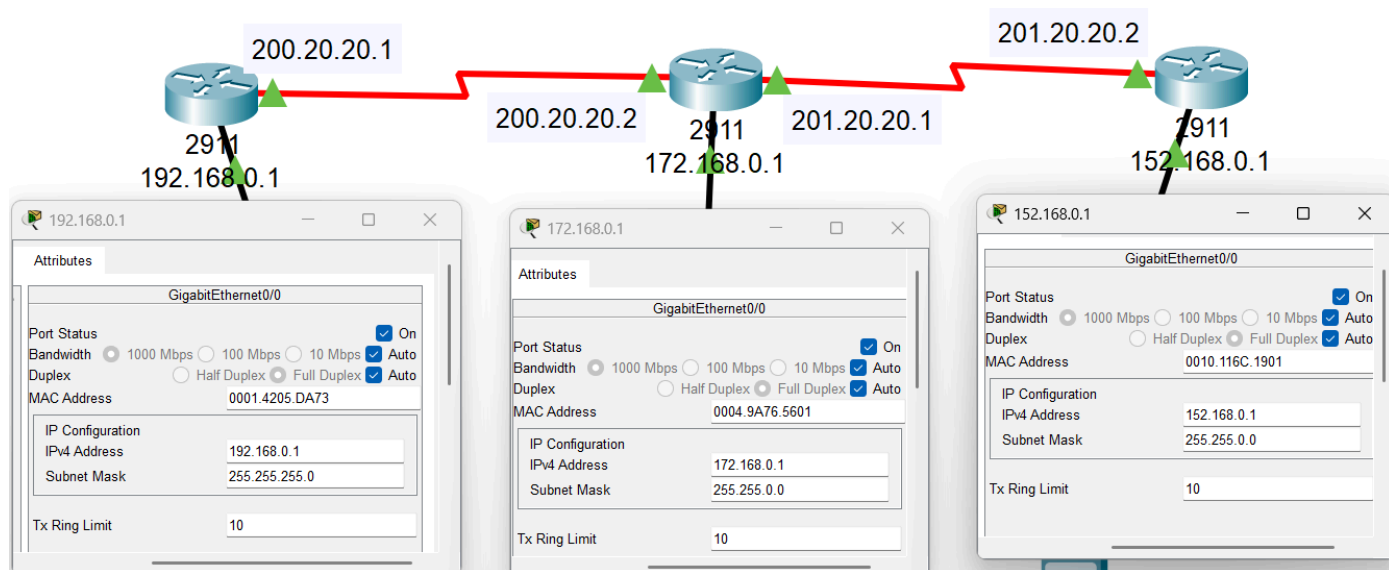 200.20.20.1
201.20.20.2
200.20.20.2
201.20.20.1
2911
192.168.0.1
2911
172.168.0.1
2911
152.168.0.1
192.168.0.1
Attributes
GigabitEthernet0/0
Port Status On
Bandwidth 1000 Mbps 100 Mbps 10 Mbps Auto
Duplex Half Duplex Full Duplex Auto
MAC Address 0001.4205.DA73
IP Configuration
IPv4 Address 192.168.0.1
Subnet Mask 255.255.255.0
Tx Ring Limit 10
172.168.0.1
Attributes
GigabitEthernet0/0
Port Status On
Bandwidth 1000 Mbps 100 Mbps 10 Mbps Auto
Duplex Half Duplex Full Duplex Auto
MAC Address 0004.9A76.5601
IP Configuration
IPv4 Address 172.168.0.1
Subnet Mask 255.255.0.0
Tx Ring Limit 10
152.168.0.1
GigabitEthernet0/0
Port Status On
Bandwidth 1000 Mbps 100 Mbps 10 Mbps Auto
Duplex Half Duplex Full Duplex Auto
MAC Address 0010.116C.1901
IP Configuration
IPv4 Address 152.168.0.1
Subnet Mask 255.255.0.0
Tx Ring Limit 10